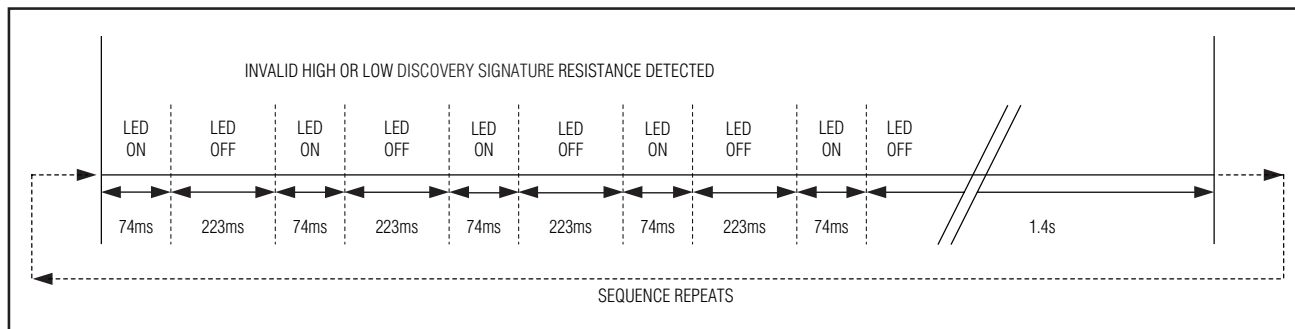 INVALID HIGH OR LOW DISCOVERY SIGNATURE RESISTANCE DETECTED
LED ON
LED OFF
LED ON
LED OFF
LED ON
LED OFF
LED ON
LED OFF
LED ON
LED OFF
74ms
223ms
74ms
223ms
74ms
223ms
74ms
223ms
74ms
1.4s
SEQUENCE REPEATS